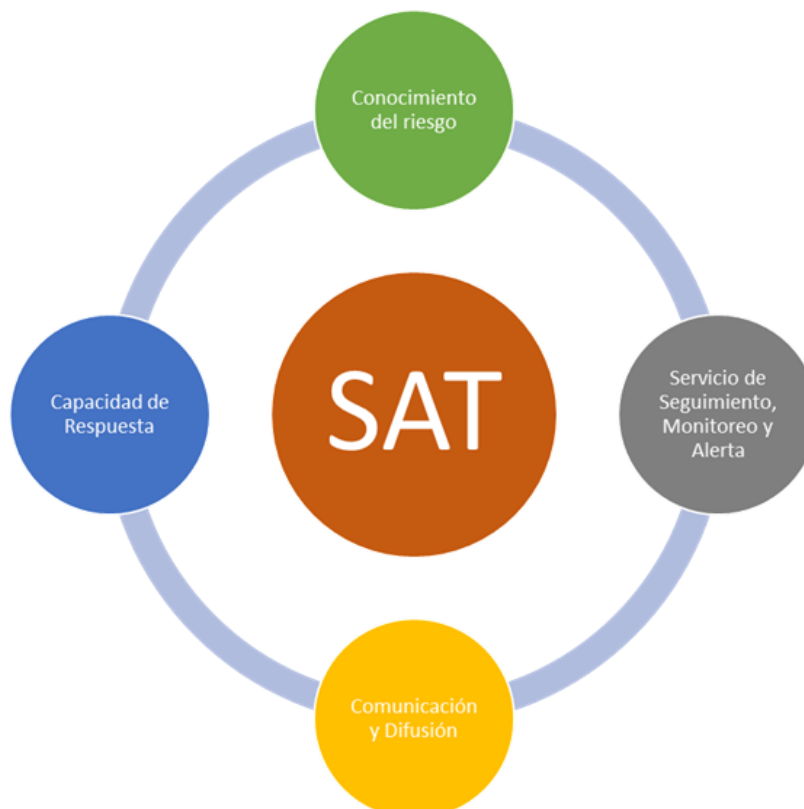 Conocimiento
del riesgo
SAT
Capacidad de
Respuesta
Servicio de
Seguimiento,
Monitoreo y
Alerta
Comunicación
y Difusión